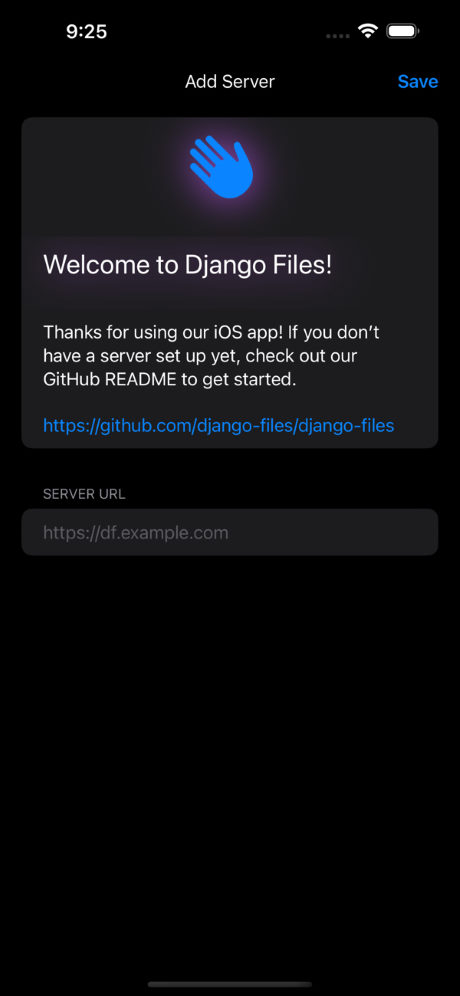 9:25
Add Server
Save
Welcome to Django Files!
Thanks for using our iOS app! If you don’t
have a server set up yet, check out our
GitHub README to get started.
https://github.com/django-files/django-files
SERVER URL
https://df.example.com